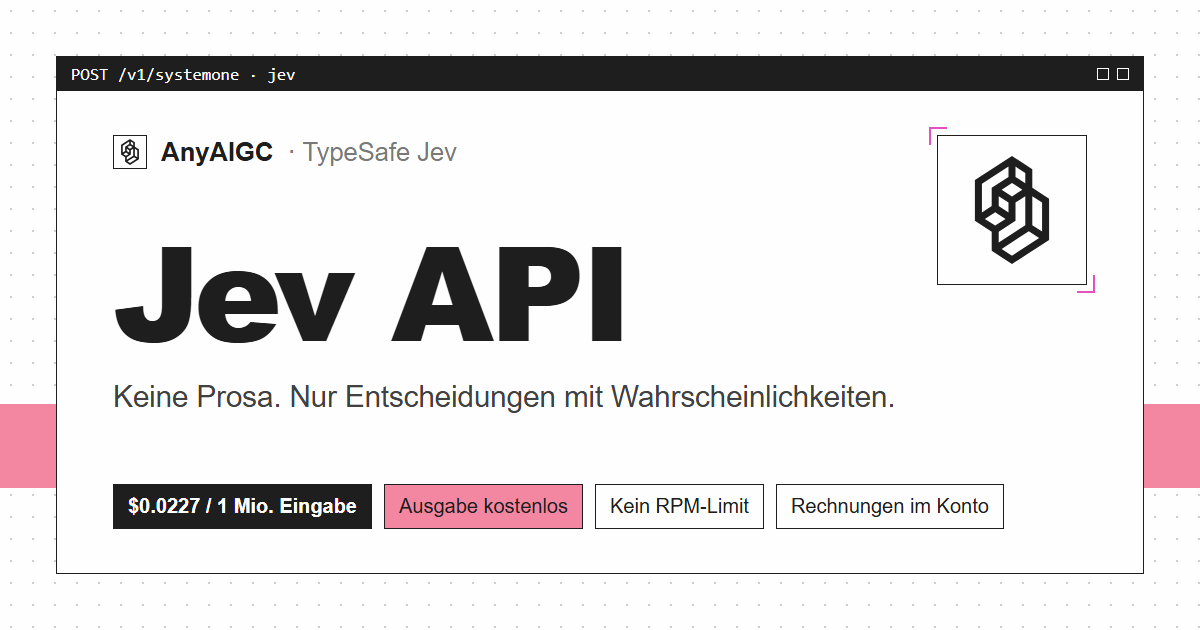 POST /v1/systemone · jev
AnyAIGC · TypeSafe Jev
Jev API
Keine Prosa. Nur Entscheidungen mit Wahrscheinlichkeiten.
$0.0227 / 1 Mio. Eingabe
Ausgabe kostenlos
Kein RPM-Limit
Rechnungen im Konto